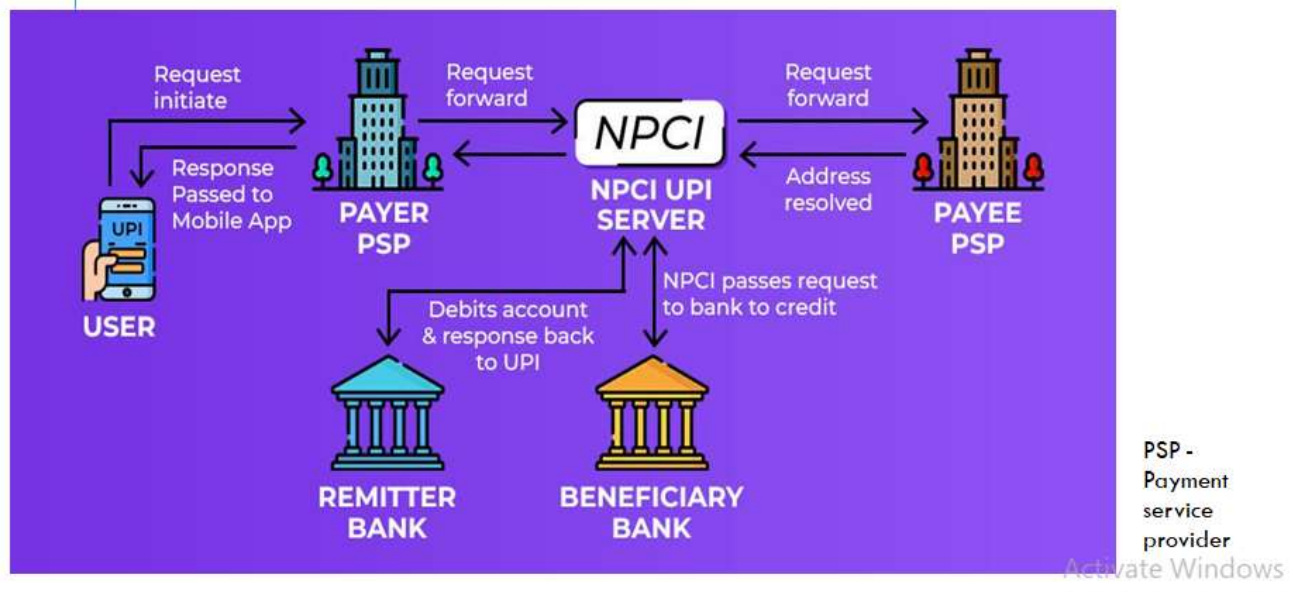 Request
initiate
Request
forward
Request
forward
NPCI
Response
Passed to
Mobile App
UPI
Address
resolved
PAYER
PSP
NPCI UPI
SERVER
PAYEE
PSP
USER
Debits account
& response back
to UPI
NPCI passes request
to bank to credit
REMITTER
BANK
BENEFICIARY
BANK
PSP -
Payment
service
provider
Activate Windows